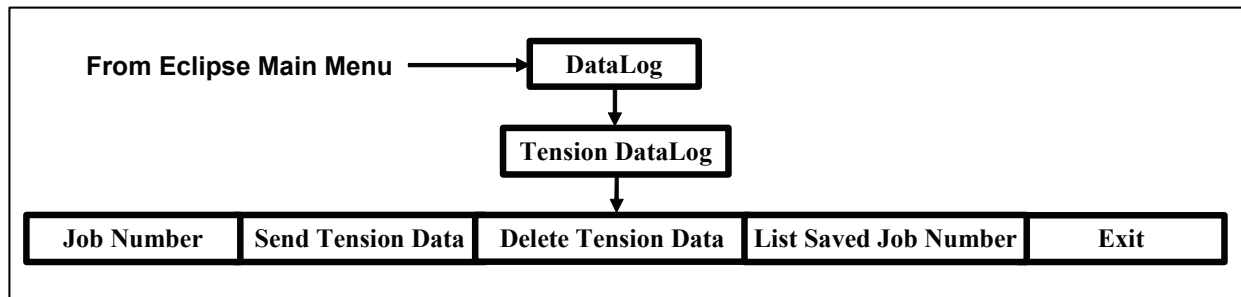 From Eclipse Main Menu
DataLog
Tension DataLog
Job Number
Send Tension Data
Delete Tension Data
List Saved Job Number
Exit